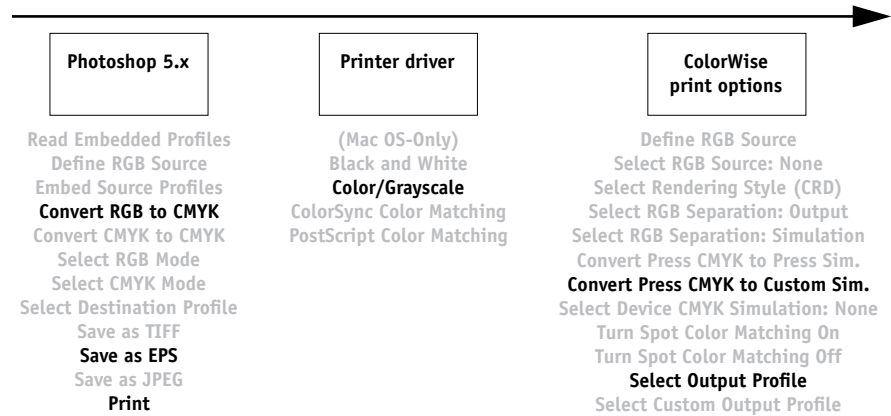 Photoshop 5.x
Read Embedded Profiles
Define RGB Source
Embed Source Profiles
Convert RGB to CMYK
Convert CMYK to CMYK
Select RGB Mode
Select CMYK Mode
Select Destination Profile
Save as TIFF
Save as EPS
Save as JPEG
Print
Printer driver
(Mac OS-Only)
Black and White
Color/Grayscale
ColorSync Color Matching
PostScript Color Matching
ColorWise
print options
Define RGB Source
Select RGB Source: None
Select Rendering Style (CRD)
Select RGB Separation: Output
Select RGB Separation: Simulation
Convert Press CMYK to Press Sim.
Convert Press CMYK to Custom Sim.
Select Device CMYK Simulation: None
Turn Spot Color Matching On
Turn Spot Color Matching Off
Select Output Profile
Select Custom Output Profile